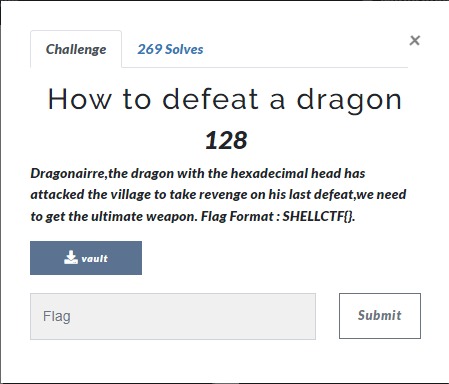 Challenge
269 Solves
×
How to defeat a dragon
128
Dragonairre,the dragon with the hexadecimal head has
attacked the village to take revenge on his last defeat,we need
to get the ultimate weapon. Flag Format : SHELLCTF{}.
vault
Flag
Submit